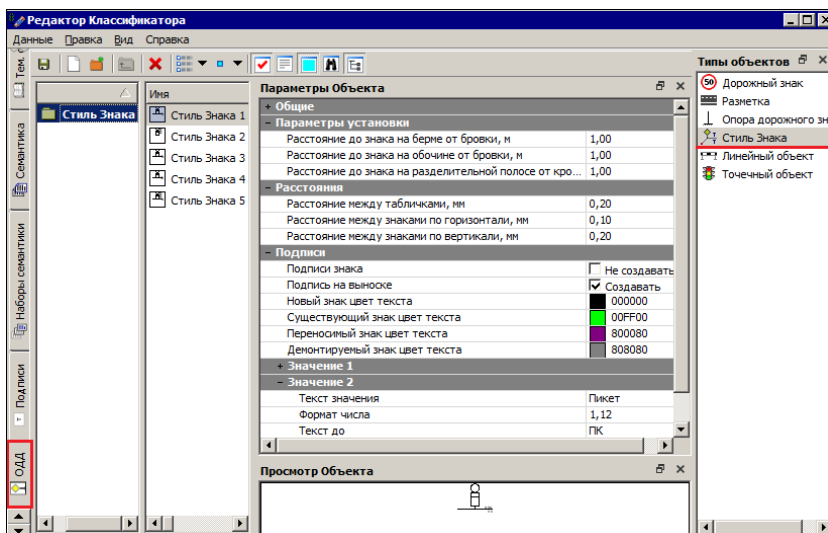 Редактор Классификатора
Данные Правка Вид Справка
Тем.
Семантика
Наборы семантики
Подписи
ОДД
Стиль Знака
Имя
Стиль Знака 1
Стиль Знака 2
Стиль Знака 3
Стиль Знака 4
Стиль Знака 5
Параметры Объекта
+ Общие
− Параметры установки
Расстояние до знака на берме от бровки, м 1,00
Расстояние до знака на обочине от бровки, м 1,00
Расстояние до знака на разделительной полосе от кро... 1,00
− Расстояния
Расстояние между табличками, мм 0,20
Расстояние между знаками по горизонтали, мм 0,10
Расстояние между знаками по вертикали, мм 0,20
− Подписи
Подписи знака Не создавать
Подпись на выноске Создавать
Новый знак цвет текста 000000
Существующий знак цвет текста 00FF00
Переносимый знак цвет текста 800080
Демонтируемый знак цвет текста 808080
+ Значение 1
− Значение 2
Текст значения Пикет
Формат числа 1,12
Текст до ПК
Просмотр Объекта
Типы объектов
50 Дорожный знак
Разметка
Опора дорожного зн
Стиль Знака
Линейный объект
Точечный объект